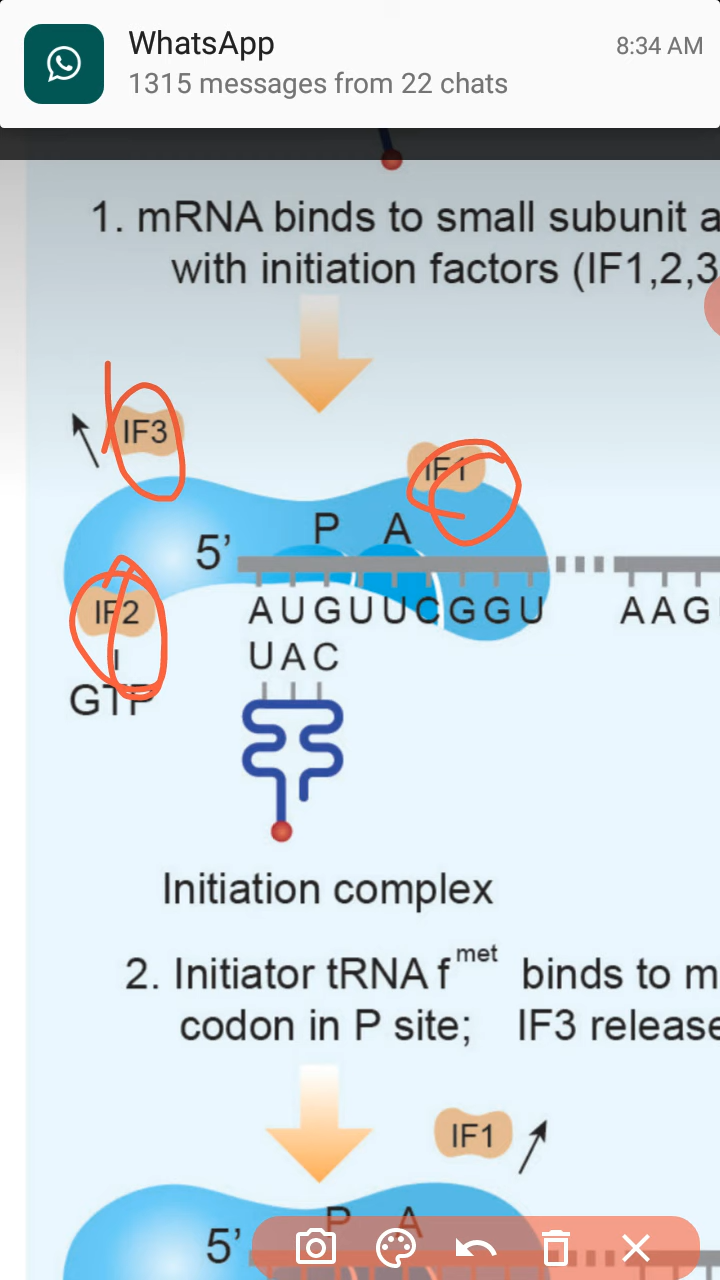 WhatsApp
8:34 AM
1315 messages from 22 chats
1. mRNA binds to small subunit a
with initiation factors (IF1,2,3
IF3
IF1
P A
5’
IF2
AUGUUCGGU AAG
UAC
GTP
Initiation complex
2. Initiator tRNA f met binds to m
codon in P site; IF3 release
IF1
P A
5’